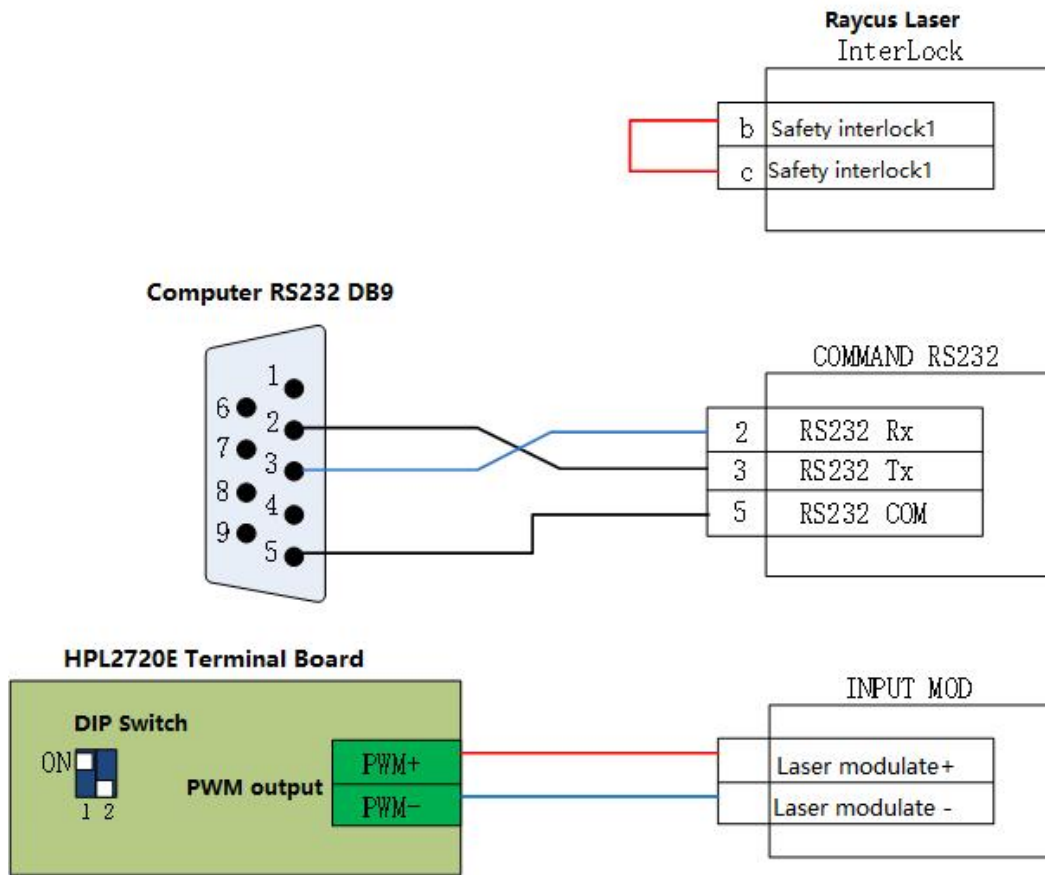 Raycus Laser
InterLock
b Safety interlock1
c Safety interlock1
Computer RS232 DB9
1
6
2
7
3
8
4
9
5
COMMAND RS232
2 RS232 Rx
3 RS232 Tx
5 RS232 COM
HPL2720E Terminal Board
DIP Switch
ON
1 2
PWM output
PWM+
PWM-
INPUT MOD
Laser modulate+
Laser modulate -